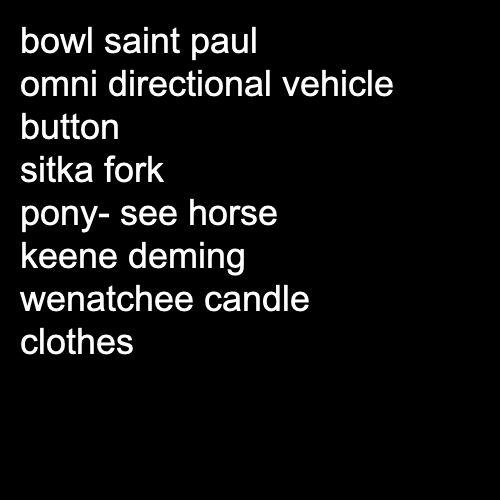 bowl saint paul
omni directional vehicle
button
sitka fork
pony- see horse
keene deming
wenatchee candle
clothes